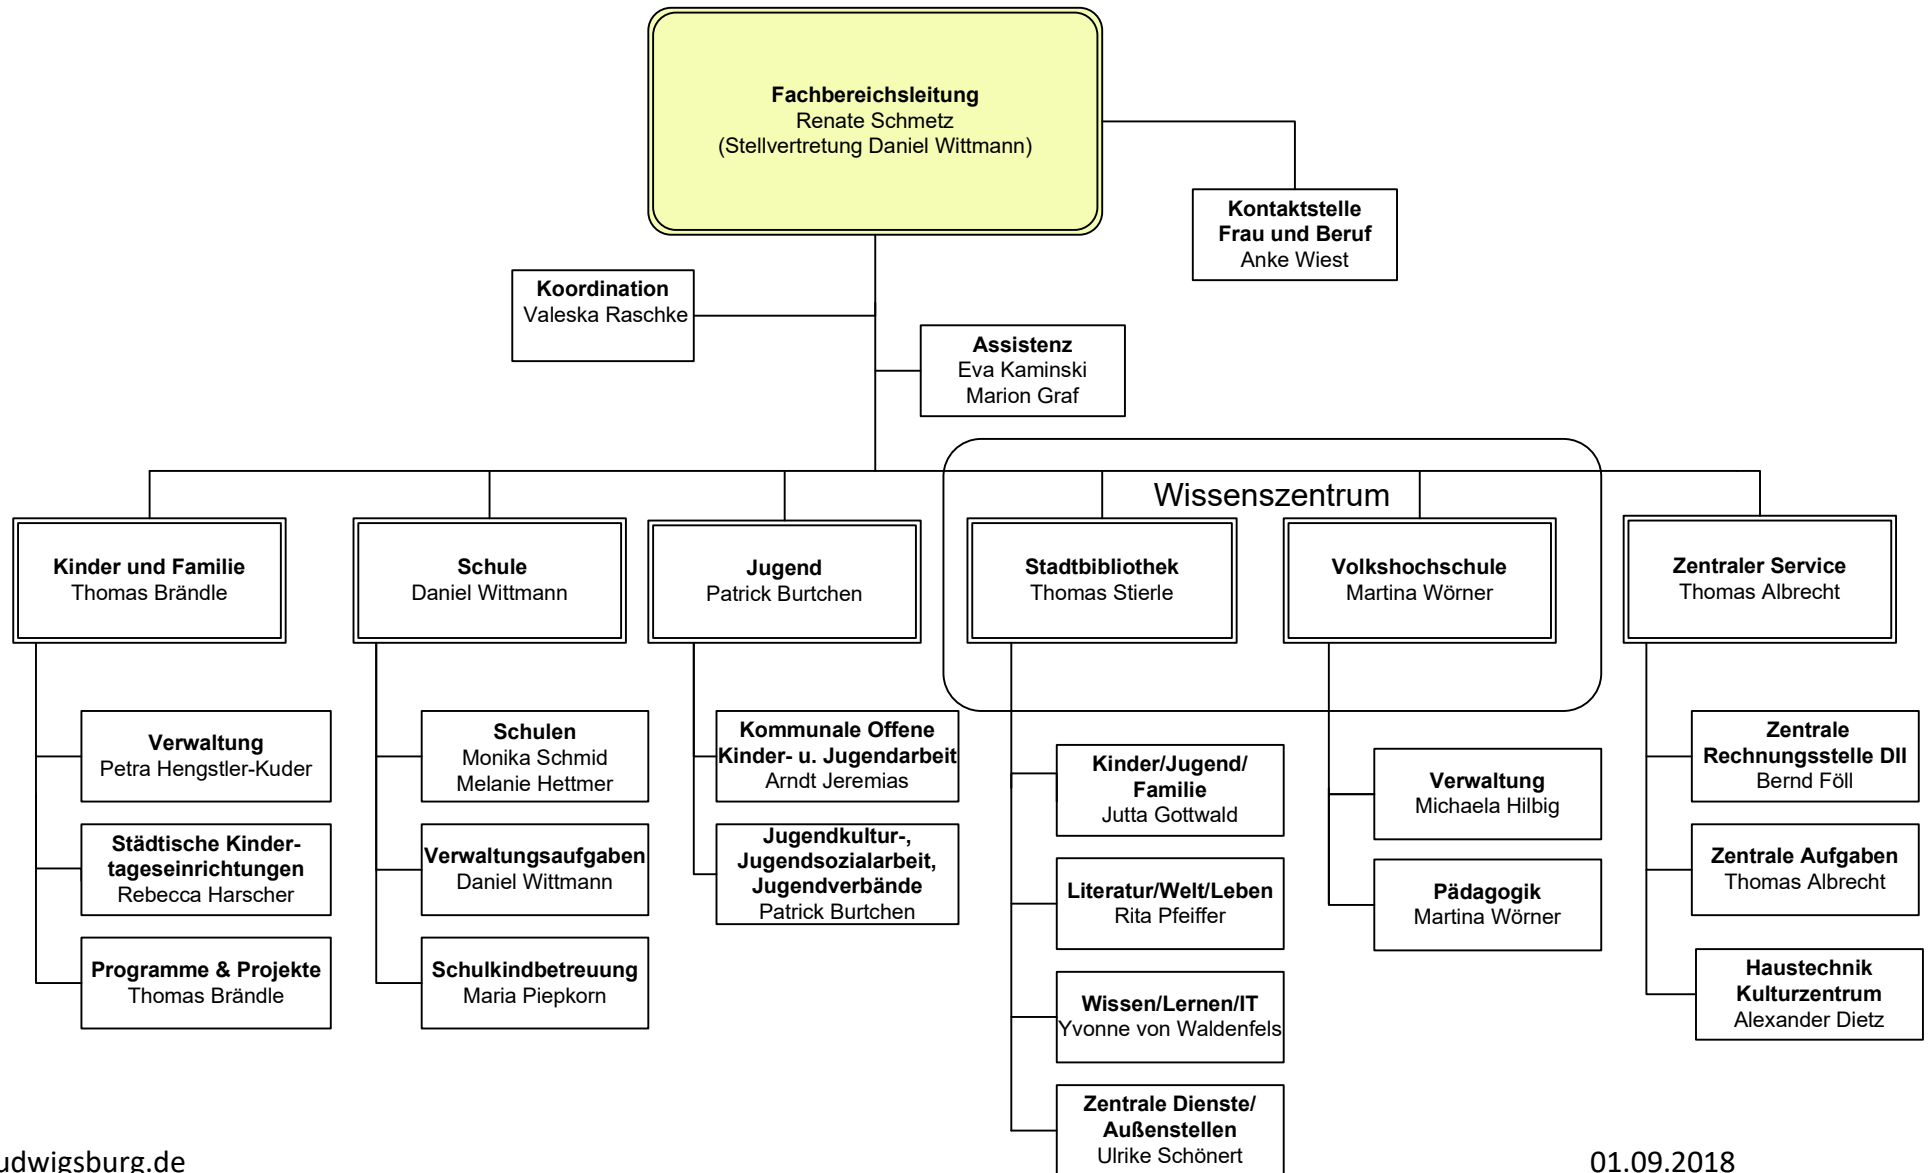 Fachbereichsleitung
Renate Schmetz
(Stellvertretung Daniel Wittmann)
Kontaktstelle
Frau und Beruf
Anke Wiest
Koordination
Valeska Raschke
Assistenz
Eva Kaminski
Marion Graf
Wissenszentrum
Kinder und Familie
Thomas Brändle
Schule
Daniel Wittmann
Jugend
Patrick Burtchen
Stadtbibliothek
Thomas Stierle
Volkshochschule
Martina Wörner
Zentraler Service
Thomas Albrecht
Verwaltung
Petra Hengstler-Kuder
Städtische Kinder-
tageseinrichtungen
Rebecca Harscher
Programme & Projekte
Thomas Brändle
Schulen
Monika Schmid
Melanie Hettmer
Verwaltungsaufgaben
Daniel Wittmann
Schulkindbetreuung
Maria Piepkorn
Kommunale Offene
Kinder- u. Jugendarbeit
Arndt Jeremias
Jugendkultur-,
Jugendsozialarbeit,
Jugendverbände
Patrick Burtchen
Kinder/Jugend/
Familie
Jutta Gottwald
Literatur/Welt/Leben
Rita Pfeiffer
Wissen/Lernen/IT
Yvonne von Waldenfels
Zentrale Dienste/
Außenstellen
Ulrike Schönert
Verwaltung
Michaela Hilbig
Pädagogik
Martina Wörner
Zentrale
Rechnungsstelle DII
Bernd Föll
Zentrale Aufgaben
Thomas Albrecht
Haustechnik
Kulturzentrum
Alexander Dietz
udwigsburg.de
01.09.2018